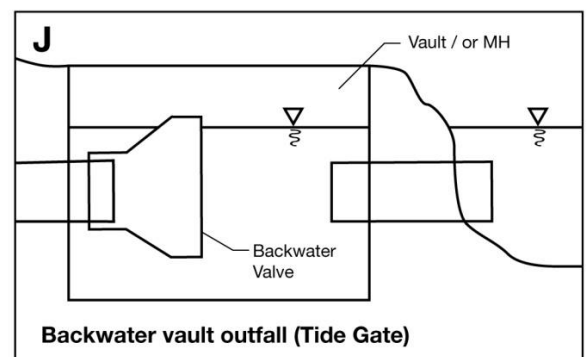 J
Vault / or MH
Backwater
Valve
Backwater vault outfall (Tide Gate)